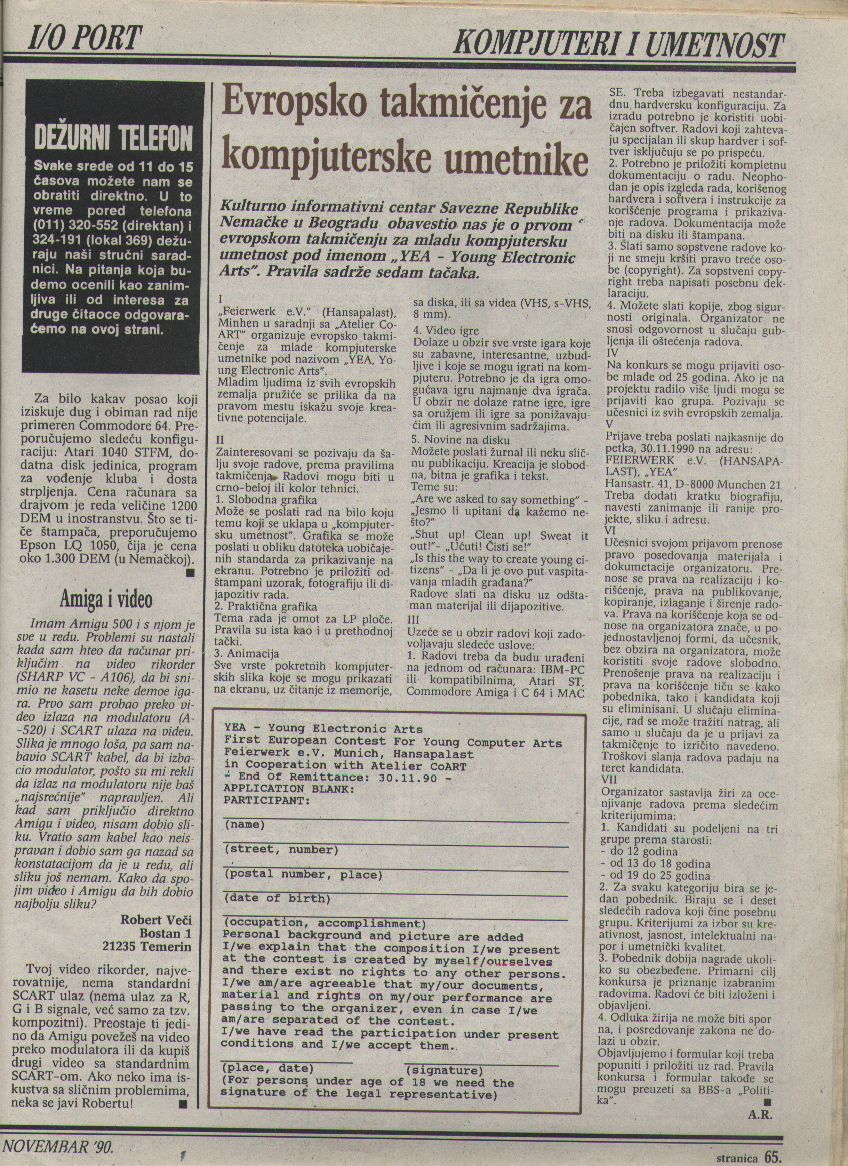 I/O PORT
KOMPJUTERI I UMETNOST
DEŽURNI TELEFON
Svake srede od 11 do 15
časova možete nam se
obratiti direktno. U to
vreme pored telefona
(011) 320-552 (direktan) i
324-191 (lokal 369) dežu-
raju naši stručni sarad-
nici. Na pitanja koja bu-
demo ocenili kao zanim-
ljiva ili od interesa za
druge čitaoce odgovara-
ćemo na ovoj strani.
Za bilo kakav posao koji
iziskuje dug i obiman rad nije
primeren Commodore 64. Pre-
poručujemo sledeću konfigu-
raciju: Atari 1040 STFM, do-
datna disk jedinica, program
za vođenje kluba i dosta
strpljenja. Cena računara sa
drajvom je reda veličine 1200
DEM u inostranstvu. Što se ti-
če štampača, preporučujemo
Epson LQ 1050, čija je cena
oko 1.300 DEM (u Nemačkoj).
Amiga i video
Imam Amigu 500 i s njom je
sve u redu. Problemi su nastali
kada sam hteo da računar pri-
ključim na video rikorder
(SHARP VC - A106), da bi sni-
mio ne kasetu neke demoe iga-
ra. Prvo sam probao preko vi-
deo izlaza na modulatoru (A-
-520) i SCART ulaza na videu.
Slika je mnogo loša, pa sam na-
bavio SCART kabel, da bi izba-
cio modulator, pošto su mi rekli
da izlaz na modulatoru nije baš
„najsrećnije" napravljen. Ali
kad sam priključio direktno
Amigu i video, nisam dobio sli-
ku. Vratio sam kabel kao neis-
pravan i dobio sam ga nazad sa
konstatacijom da je u redu, ali
sliku još nemam. Kako da spo-
jim video i Amigu da bih dobio
najbolju sliku?
Robert Veči
Bostan 1
21235 Temerin
Tvoj video rikorder, najve-
rovatnije, nema standardni
SCART ulaz (nema ulaz za R,
G i B signale, već samo za tzv.
kompozitni). Preostaje ti jedi-
no da Amigu povežeš na video
preko modulatora ili da kupiš
drugi video sa standardnim
SCART-om. Ako neko ima is-
kustva sa sličnim problemima,
neka se javi Robertu!
Evropsko takmičenje za
kompjuterske umetnike
Kulturno informativni centar Savezne Republike
Nemačke u Beogradu obavestio nas je o prvom
evropskom takmičenju za mladu kompjutersku
umetnost pod imenom „YEA - Young Electronic
Arts". Pravila sadrže sedam tačaka.
I
„Feierwerk e.V." (Hansapalast),
Minhen u saradnji sa „Atelier Co-
ART" organizuje evropsko takmi-
čenje za mlade kompjuterske
umetnike pod nazivom „YEA, Yo-
ung Electronic Arts".
Mladim ljudima iz svih evropskih
zemalja pružiće se prilika da na
pravom mestu iskažu svoje krea-
tivne potencijale.
II
Zainteresovani se pozivaju da ša-
lju svoje radove, prema pravilima
takmičenja. Radovi mogu biti u
crno-beloj ili kolor tehnici.
1. Slobodna grafika
Može se poslati rad na bilo koju
temu koji se uklapa u „kompjuter-
sku umetnost". Grafika se može
poslati u obliku datoteka uobičaje-
nih standarda za prikazivanje na
ekranu. Potrebno je priložiti od-
štampani uzorak, fotografiju ili di-
japozitiv rada.
2. Praktična grafika
Tema rada je omot za LP ploče.
Pravila su ista kao i u prethodnoj
tački.
3. Animacija
Sve vrste pokretnih kompjuter-
skih slika koje se mogu prikazati
na ekranu, uz čitanje iz memorije,
sa diska, ili sa videa (VHS, s-VHS,
8 mm).
4. Video igre
Dolaze u obzir sve vrste igara koje
su zabavne, interesantne, uzbud-
ljive i koje se mogu igrati na kom-
pjuteru. Potrebno je da igra omo-
gućava igru najmanje dva igrača.
U obzir ne dolaze ratne igre, igre
sa oružjem ili igre sa ponižavaju-
ćim ili agresivnim sadržajima.
5. Novine na disku
Možete poslati žurnal ili neku slič-
nu publikaciju. Kreacija je slobod-
na, bitna je grafika i tekst.
Teme su:
„Are we asked to say something" -
„Jesmo li upitani da kažemo ne-
što?"
„Shut up! Clean up! Sweat it
out!"- „Ućuti! Čisti se!"
„Is this the way to create young ci-
tizens" - „Da li je ovo put vaspita-
vanja mladih građana?"
Radove slati na disku uz odšta-
man materijal ili dijapozitive.
III
Uzeće se u obzir radovi koji zado-
voljavaju sledeće uslove:
1. Radovi treba da budu urađeni
na jednom od računara: IBM-PC
ili kompatibilnima, Atari ST,
Commodore Amiga i C 64 i MAC
YEA - Young Electronic Arts
First European Contest For Young Computer Arts
Feierwerk e.V. Munich, Hansapalast
in Cooperation with Atelier CoART
- End Of Remittance: 30.11.90 -
APPLICATION BLANK:
PARTICIPANT:
(name)
(street, number)
(postal number, place)
(date of birth)
(occupation, accomplishment)
Personal background and picture are added
I/we explain that the composition I/we present
at the contest is created by myself/ourselves
and there exist no rights to any other persons.
I/we am/are agreeable that my/our documents,
material and rights on my/our performance are
passing to the organizer, even in case I/we
am/are separated of the contest.
I/we have read the participation under present
conditions and I/we accept them.
(place, date) (signature)
(For persons under age of 18 we need the
signature of the legal representative)
SE. Treba izbegavati nestandar-
dnu hardversku konfiguraciju. Za
izradu potrebno je koristiti uobi-
čajen softver. Radovi koji zahteva-
ju specijalan ili skup hardver i sof-
tver isključuju se po prispeću.
2. Potrebno je priložiti kompletnu
dokumentaciju o radu. Neopho-
dan je opis izgleda rada, korišenog
hardvera i softvera i instrukcije za
korišćenje programa i prikaziva-
nje radova. Dokumentacija može
biti na disku ili štampana.
3. Slati samo sopstvene radove ko-
ji ne smeju kršiti pravo treće oso-
be (copyright). Za sopstveni copy-
right treba napisati posebnu dek-
laraciju.
4. Možete slati kopije, zbog sigur-
nosti originala. Organizator ne
snosi odgovornost u slučaju gub-
ljenja ili oštećenja radova.
IV
Na konkurs se mogu prijaviti oso-
be mlađe od 25 godina. Ako je na
projektu radilo više ljudi mogu se
prijaviti kao grupa. Pozivaju se
učesnici iz svih evropskih zemalja.
V
Prijave treba poslati najkasnije do
petka, 30.11.1990 na adresu:
FEIERWERK e.V. (HANSAPA-
LAST), „YEA"
Hansastr. 41, D-8000 Munchen 21
Treba dodati kratku biografiju,
navesti zanimanje ili ranije pro-
jekte, sliku i adresu.
VI
Učesnici svojom prijavom prenose
pravo posedovanja materijala i
dokumetacije organizatoru. Pre-
nose se prava na realizaciju i ko-
rišćenje, prava na publikovanje,
kopiranje, izlaganje i širenje rado-
va. Prava na korišćenje koja se od-
nose na organizatora znače, u po-
jednostavljenoj formi, da učesnik,
bez obzira na organizatora, može
koristiti svoje radove slobodno.
Prenošenje prava na realizaciju i
prava na korišćenje tiču se kako
pobednika, tako i kandidata koji
su eliminisani. U slučaju elimina-
cije, rad se može tražiti natrag, ali
samo u slučaju da je u prijavi za
takmičenje to izričito navedeno.
Troškovi slanja radova padaju na
teret kandidata.
VII
Organizator sastavlja žiri za oce-
njivanje radova prema sledećim
kriterijumima:
1. Kandidati su podeljeni na tri
grupe prema starosti:
- do 12 godina
- od 13 do 18 godina
- od 19 do 25 godina
2. Za svaku kategoriju bira se je-
dan pobednik. Biraju se i deset
sledećih radova koji čine posebnu
grupu. Kriterijumi za izbor su kre-
ativnost, jasnost, intelektualni na-
por i umetnički kvalitet.
3. Pobednik dobija nagrade ukoli-
ko su obezbeđene. Primarni cilj
konkursa je priznanje izabranim
radovima. Radovi će biti izloženi i
objavljeni.
4. Odluka žirija ne može biti spor-
na, i posredovanje zakona ne do-
lazi u obzir.
Objavljujemo i formular koji treba
popuniti i priložiti uz rad. Pravila
konkursa i formular takođe se
mogu preuzeti sa BBS-a „Politi-
ka".
A.R.
NOVEMBAR '90.
stranica 65.